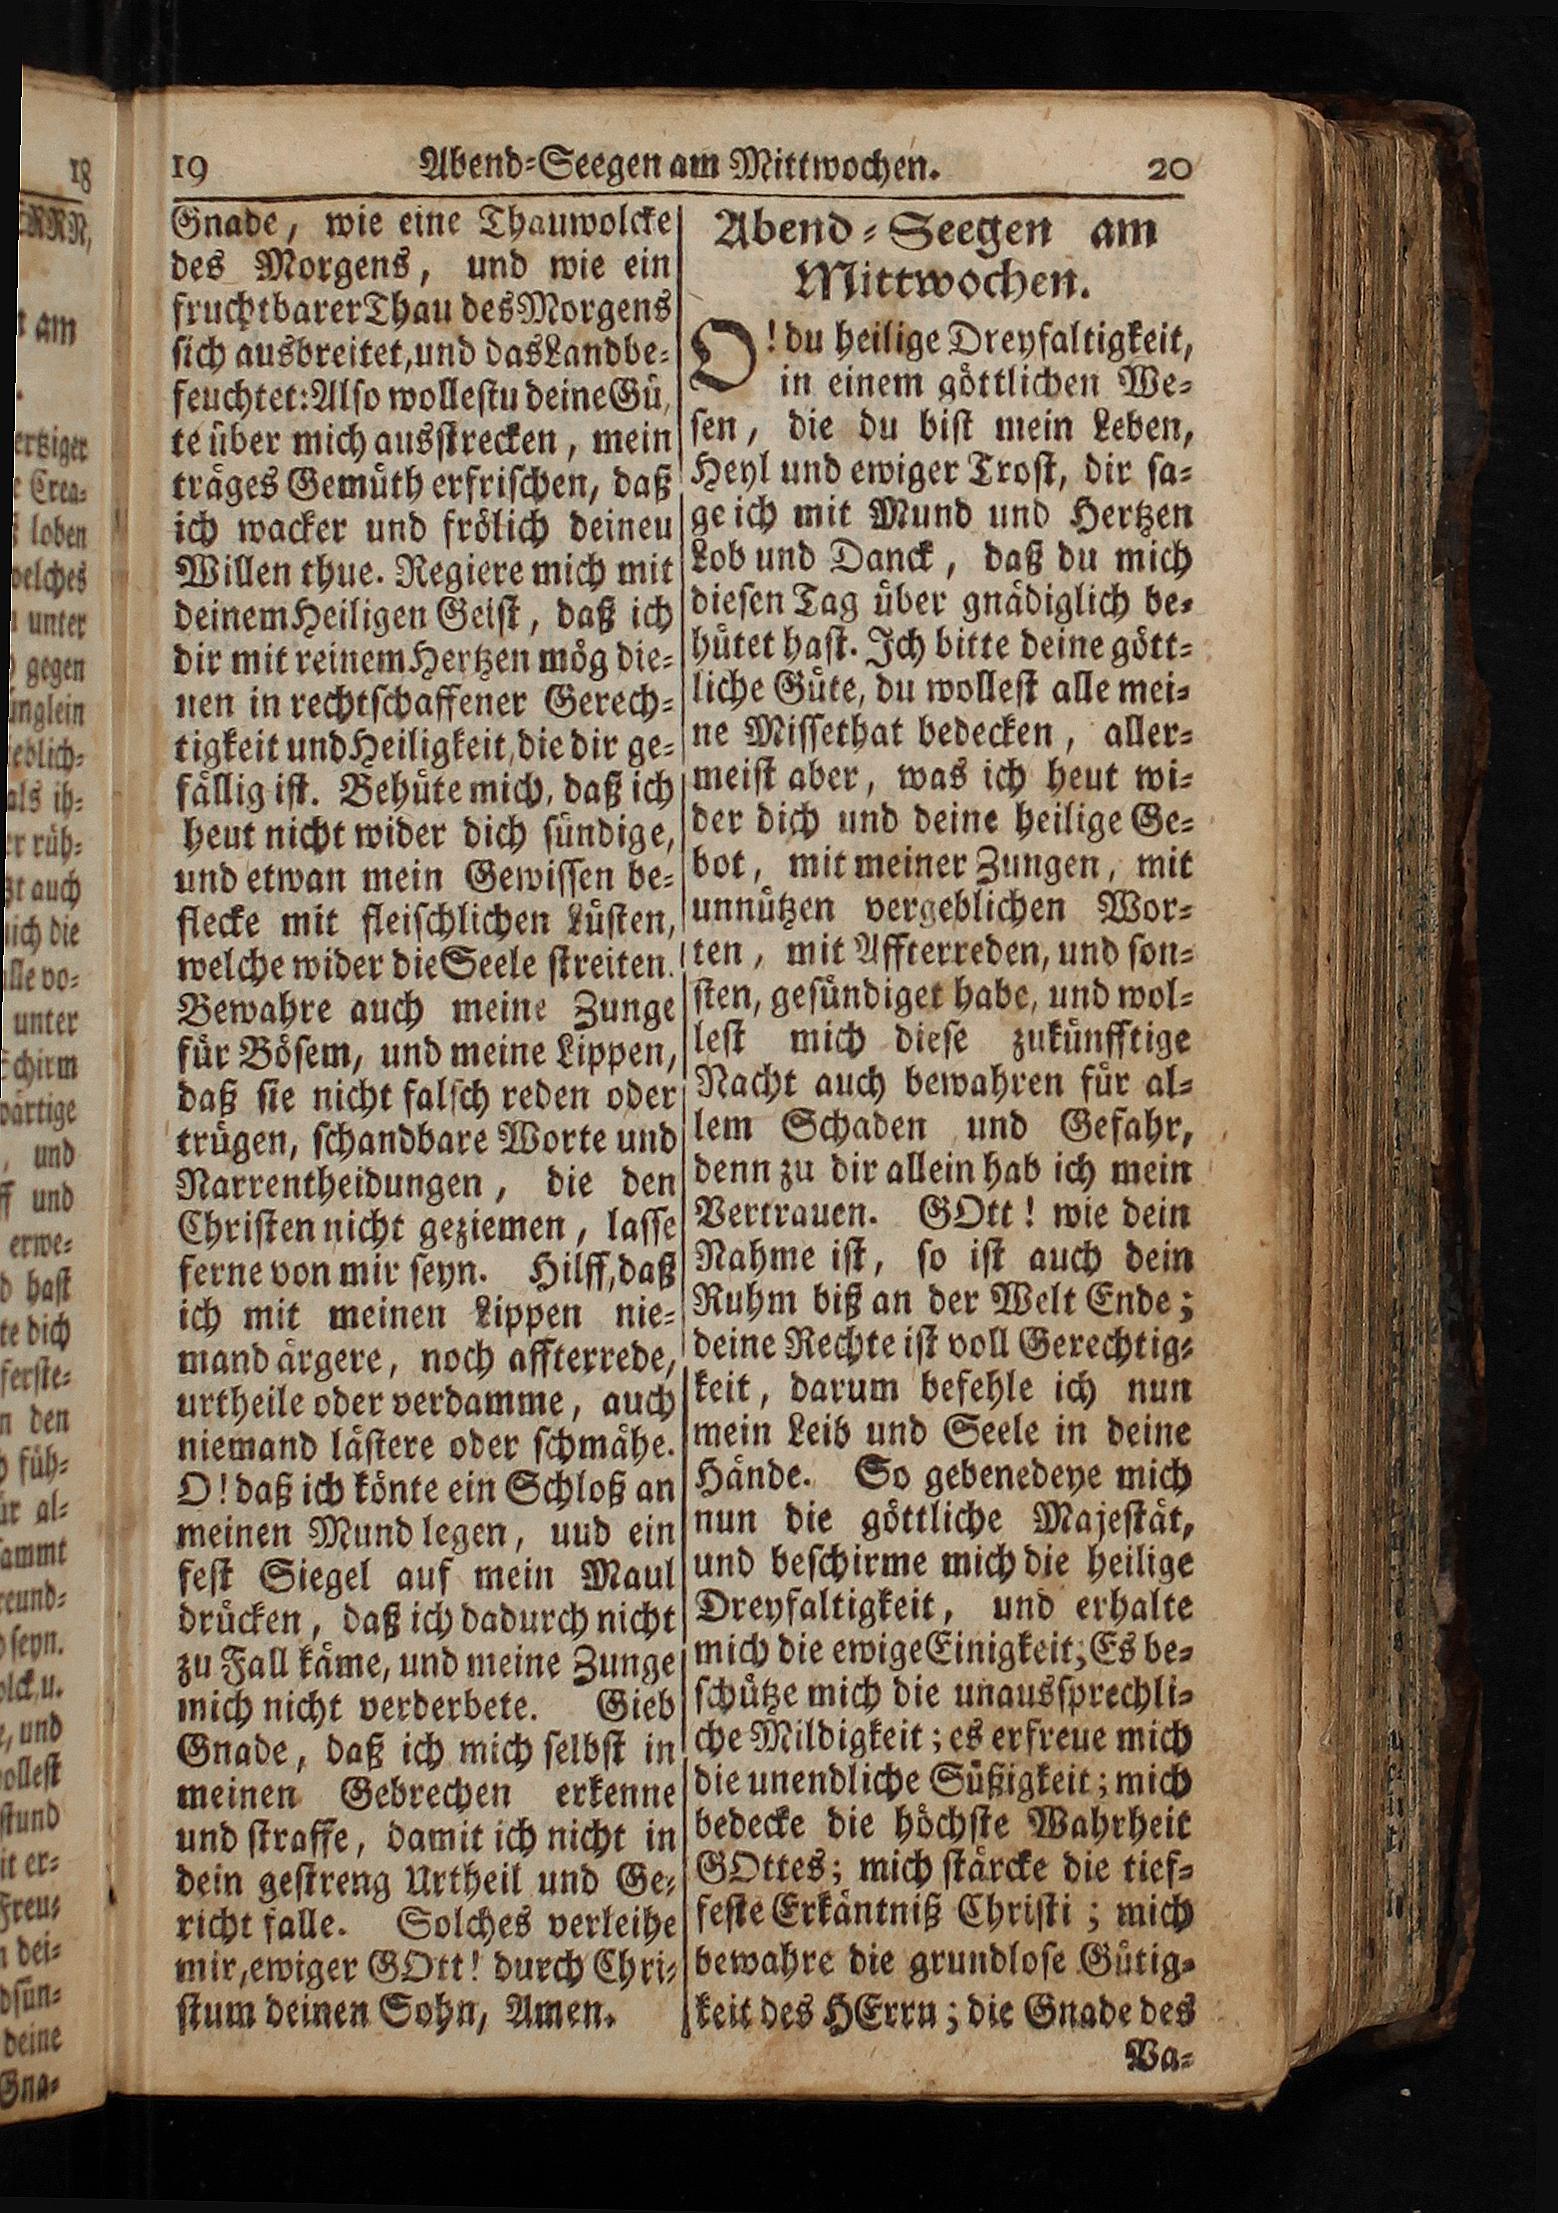 19 Abend-Seegen am Mittwochen. 20
Gnade, wie eine Thauwolcke
des Morgens, und wie ein
fruchtbarer Thau des Morgens
sich ausbreitet, und das Land be-
feuchtet: Also wollestu deine Gü,
te über mich ausstrecken, mein
träges Gemüth erfrischen, daß
ich wacker und frölich deineu
Willen thue. Regiere mich mit
deinem Heiligen Geist, daß ich
dir mit reinem Hertzen mög die-
nen in rechtschaffener Gerech-
tigkeit und Heiligkeit, die dir ge-
fällig ist. Behüte mich, daß ich
heut nicht wider dich sündige,
und etwan mein Gewissen be-
flecke mit fleischlichen Lüsten,
welche wider die Seele streiten.
Bewahre auch meine Zunge
für Bösem, und meine Lippen,
daß sie nicht falsch reden oder
trügen, schandbare Worte und
Narrentheidungen, die den
Christen nicht geziemen, lasse
ferne von mir seyn. Hilff, daß
ich mit meinen Lippen nie-
mand ärgere, noch affterrede,
urtheile oder verdamme, auch
niemand lästere oder schmähe.
O! daß ich könte ein Schloß an
meinen Mund legen, uud ein
fest Siegel auf mein Maul
drücken, daß ich dadurch nicht
zu Fall käme, und meine Zunge
mich nicht verderbete. Gieb
Gnade, daß ich mich selbst in
meinen Gebrechen erkenne
und straffe, damit ich nicht in
dein gestreng Urtheil und Ge-
richt falle. Solches verleihe
mir, ewiger GOtt! durch Chri-
stum deinen Sohn, Amen.
Abend-Seegen am
Mittwochen.
O! du heilige Dreyfaltigkeit,
in einem göttlichen We-
sen, die du bist mein Leben,
Heyl und ewiger Trost, dir sa-
ge ich mit Mund und Hertzen
Lob und Danck, daß du mich
diesen Tag über gnädiglich be-
hütet hast. Ich bitte deine gött-
liche Güte, du wollest alle mei-
ne Missethat bedecken, aller-
meist aber, was ich heut wi-
der dich und deine heilige Ge-
bot, mit meiner Zungen, mit
unnützen vergeblichen Wor-
ten, mit Affterreden, und son-
sten, gesündiget habe, und wol-
lest mich diese zukünfftige
Nacht auch bewahren für al-
lem Schaden und Gefahr,
denn zu dir allein hab ich mein
Vertrauen. GOtt! wie dein
Nahme ist, so ist auch dein
Ruhm biß an der Welt Ende;
deine Rechte ist voll Gerechtig-
keit, darum befehle ich nun
mein Leib und Seele in deine
Hände. So gebenedeye mich
nun die göttliche Majestät,
und beschirme mich die heilige
Dreyfaltigkeit, und erhalte
mich die ewige Einigkeit; Es be-
schütze mich die unaussprechli-
che Mildigkeit; es erfreue mich
die unendliche Süßigkeit; mich
bedecke die höchste Wahrheit
GOttes; mich stärcke die tief-
feste Erkäntniß Christi; mich
bewahre die grundlose Gütig-
keit des HErrn; die Gnade des
Va-
18
loben
unter
gegen
unter
und
und
hast
den
deine